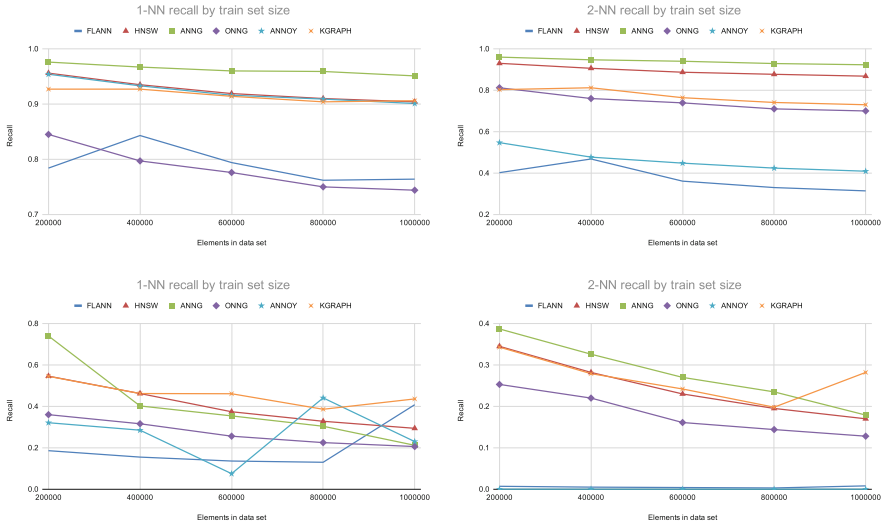 1-NN recall by train set size
FLANN HNSW ANNG ONNG ANNOY KGRAPH
1.0
0.9
0.8
0.7
Recall
200000 400000 600000 800000 1000000
Elements in data set
2-NN recall by train set size
FLANN HNSW ANNG ONNG ANNOY KGRAPH
1.0
0.8
0.6
0.4
0.2
Recall
200000 400000 600000 800000 1000000
Elements in data set
1-NN recall by train set size
FLANN HNSW ANNG ONNG ANNOY KGRAPH
0.8
0.6
0.4
0.2
0.0
Recall
200000 400000 600000 800000 1000000
Elements in data set
2-NN recall by train set size
FLANN HNSW ANNG ONNG ANNOY KGRAPH
0.4
0.3
0.2
0.1
0.0
Recall
200000 400000 600000 800000 1000000
Elements in data set